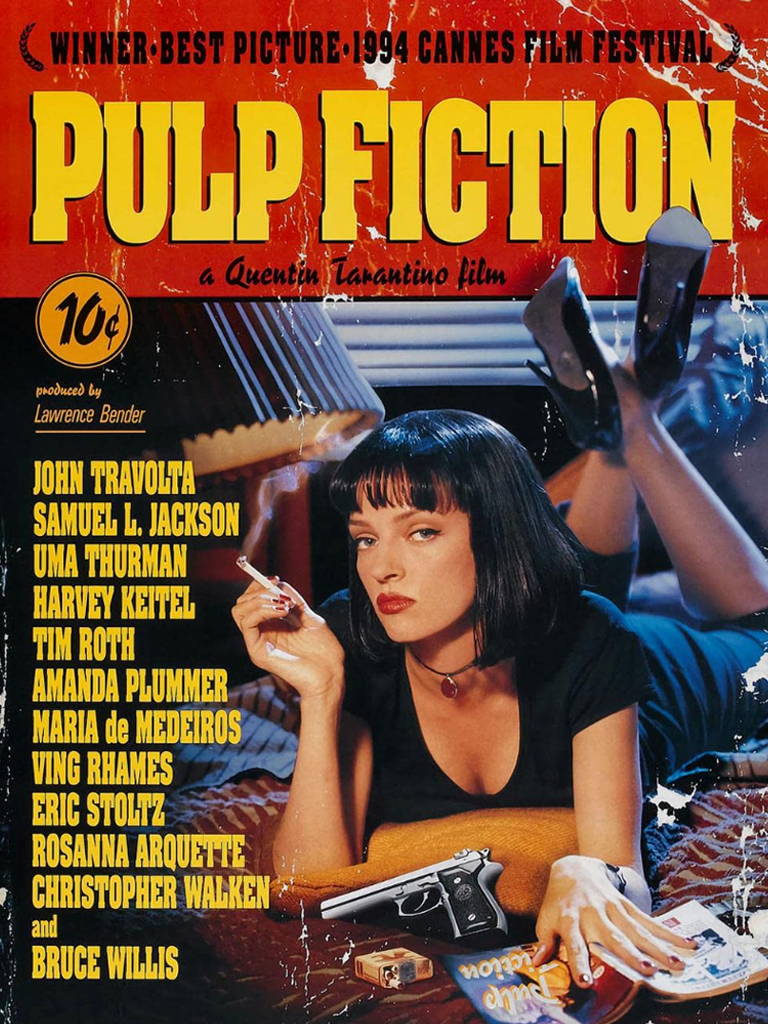 WINNER·BEST PICTURE·1994 CANNES FILM FESTIVAL
PULP FICTION
a Quentin Tarantino film
10¢
produced by
Lawrence Bender
JOHN TRAVOLTA
SAMUEL L. JACKSON
UMA THURMAN
HARVEY KEITEL
TIM ROTH
AMANDA PLUMMER
MARIA de MEDEIROS
VING RHAMES
ERIC STOLTZ
ROSANNA ARQUETTE
CHRISTOPHER WALKEN
and
BRUCE WILLIS
Pulp
Fiction